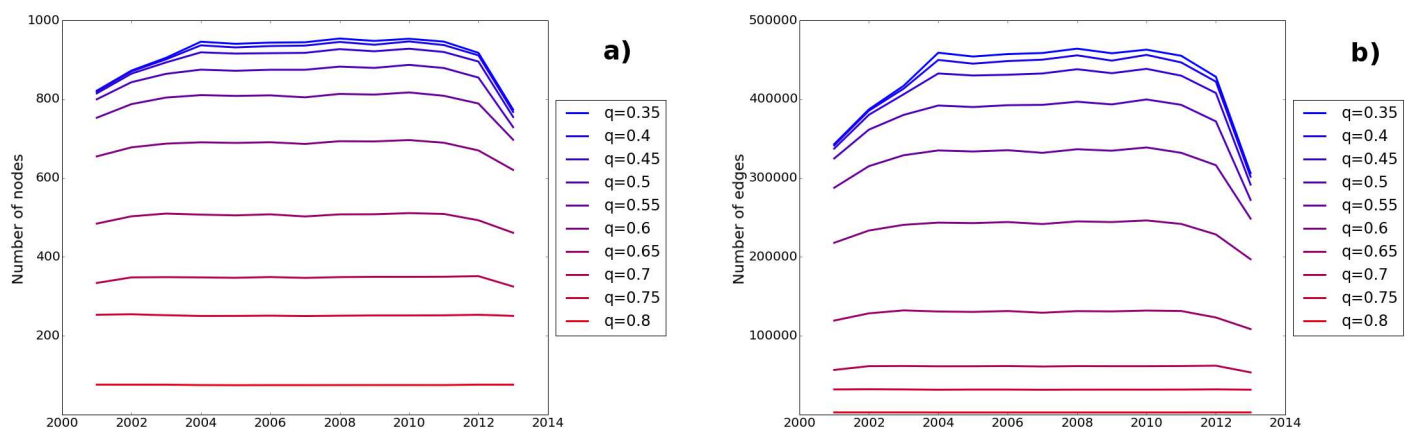 1000
800
600
400
200
2000 2002 2004 2006 2008 2010 2012 2014
Number of nodes
a)
q=0.35
q=0.4
q=0.45
q=0.5
q=0.55
q=0.6
q=0.65
q=0.7
q=0.75
q=0.8
500000
400000
300000
200000
100000
2000 2002 2004 2006 2008 2010 2012 2014
Number of edges
b)
q=0.35
q=0.4
q=0.45
q=0.5
q=0.55
q=0.6
q=0.65
q=0.7
q=0.75
q=0.8